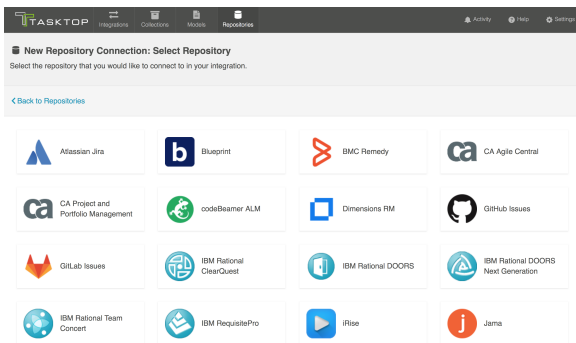 TASKTOP
Integrations
Collections
Models
Repositories
Activity
Help
Settings
New Repository Connection: Select Repository
Select the repository that you would like to connect to in your integration.
Back to Repositories
Atlassian Jira
b
Blueprint
BMC Remedy
ca
CA Agile Central
ca
CA Project and
Portfolio Management
codeBeamer ALM
Dimensions RM
GitHub Issues
GitLab Issues
IBM Rational
ClearQuest
IBM Rational DOORS
IBM Rational DOORS
Next Generation
IBM Rational Team
Concert
IBM RequisitePro
iRise
j
Jama